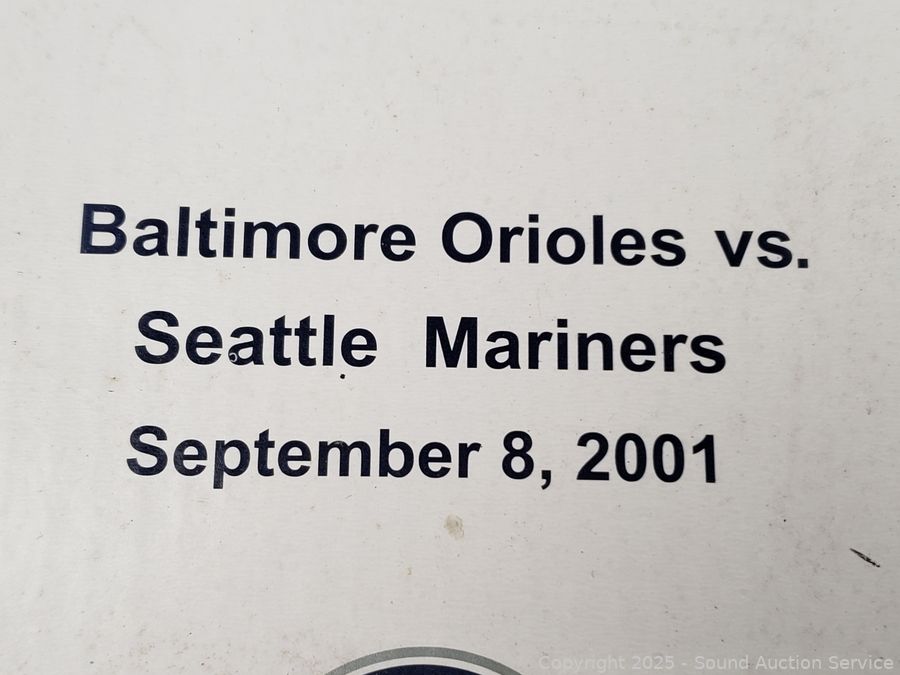 Baltimore Orioles vs.
Seattle Mariners
September 8, 2001
Copyright 2025 - Sound Auction Service